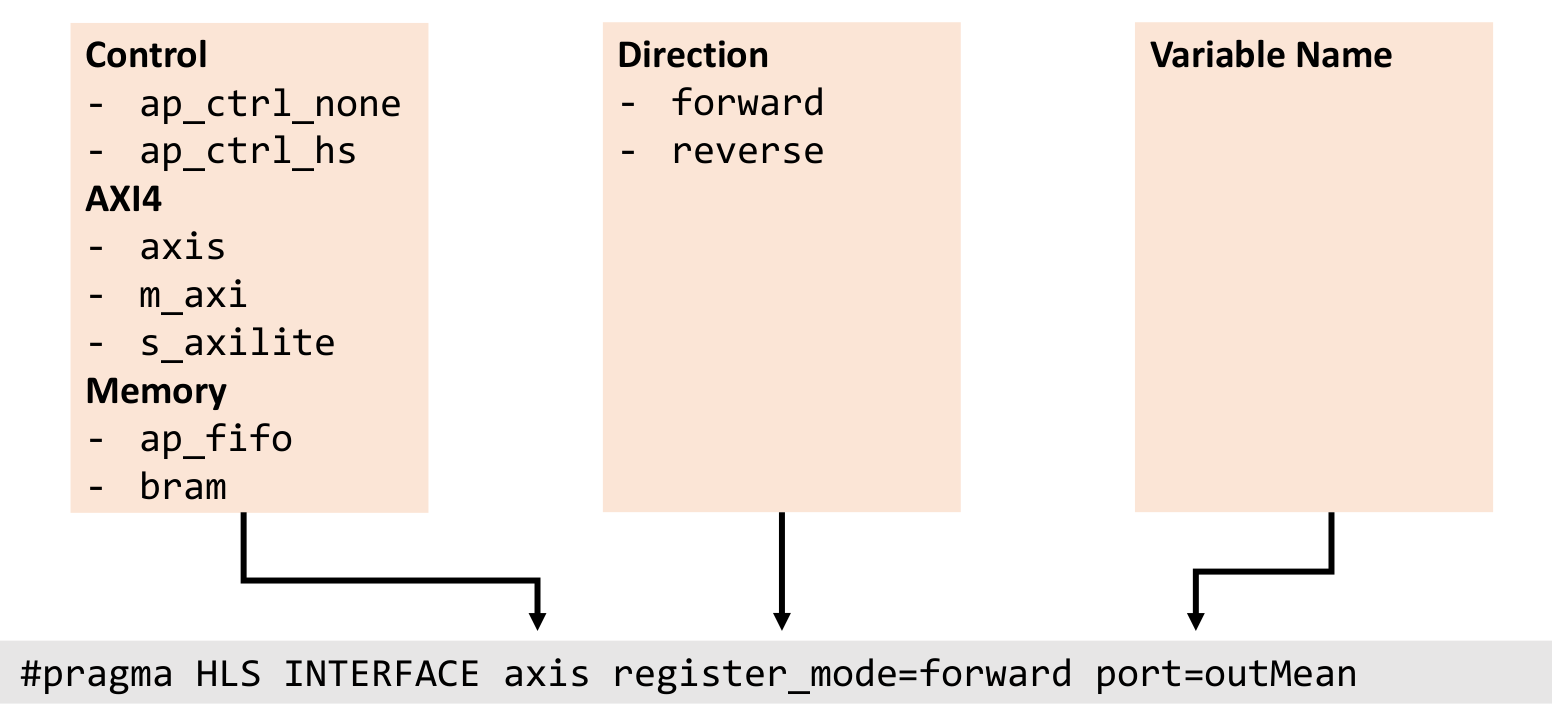 Control
- ap_ctrl_none
- ap_ctrl_hs
AXI4
- axis
- m_axi
- s_axilite
Memory
- ap_fifo
- bram
Direction
- forward
- reverse
Variable Name
#pragma HLS INTERFACE axis register_mode=forward port=outMean